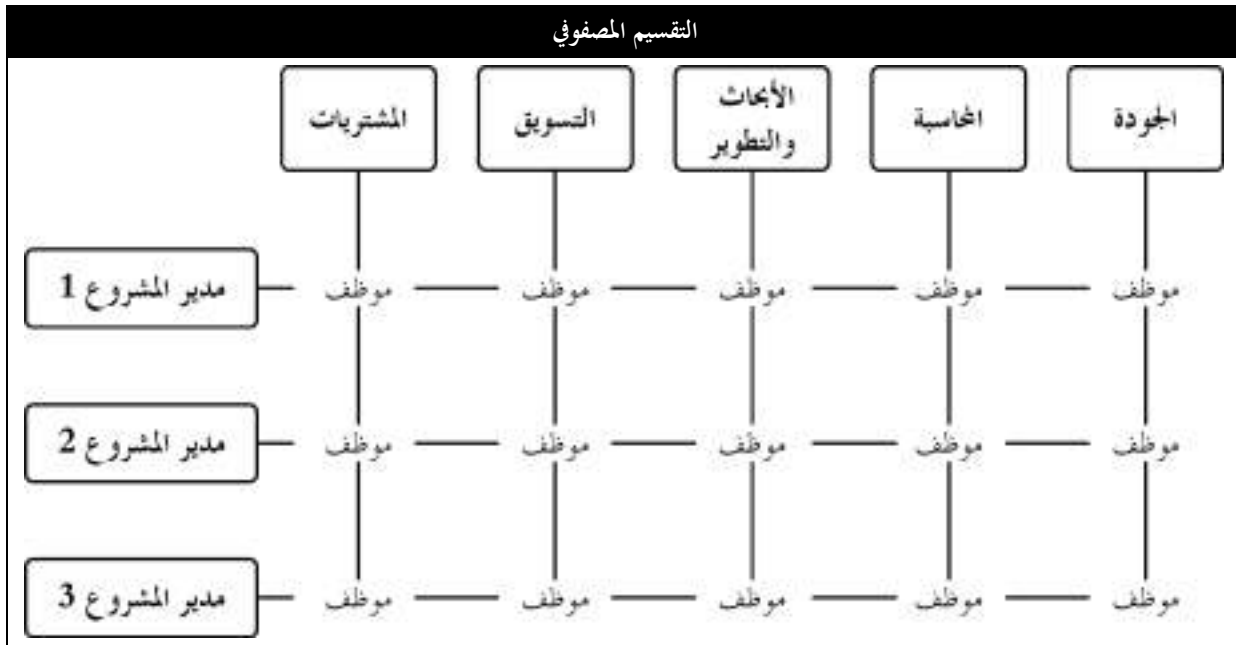 التقسيم المصفوفي
الجودة
المحاسبة
الأبحاث
والتطوير
التسويق
المشتريات
موظف موظف موظف موظف موظف مدير المشروع 1
موظف موظف موظف موظف موظف مدير المشروع 2
موظف موظف موظف موظف موظف مدير المشروع 3